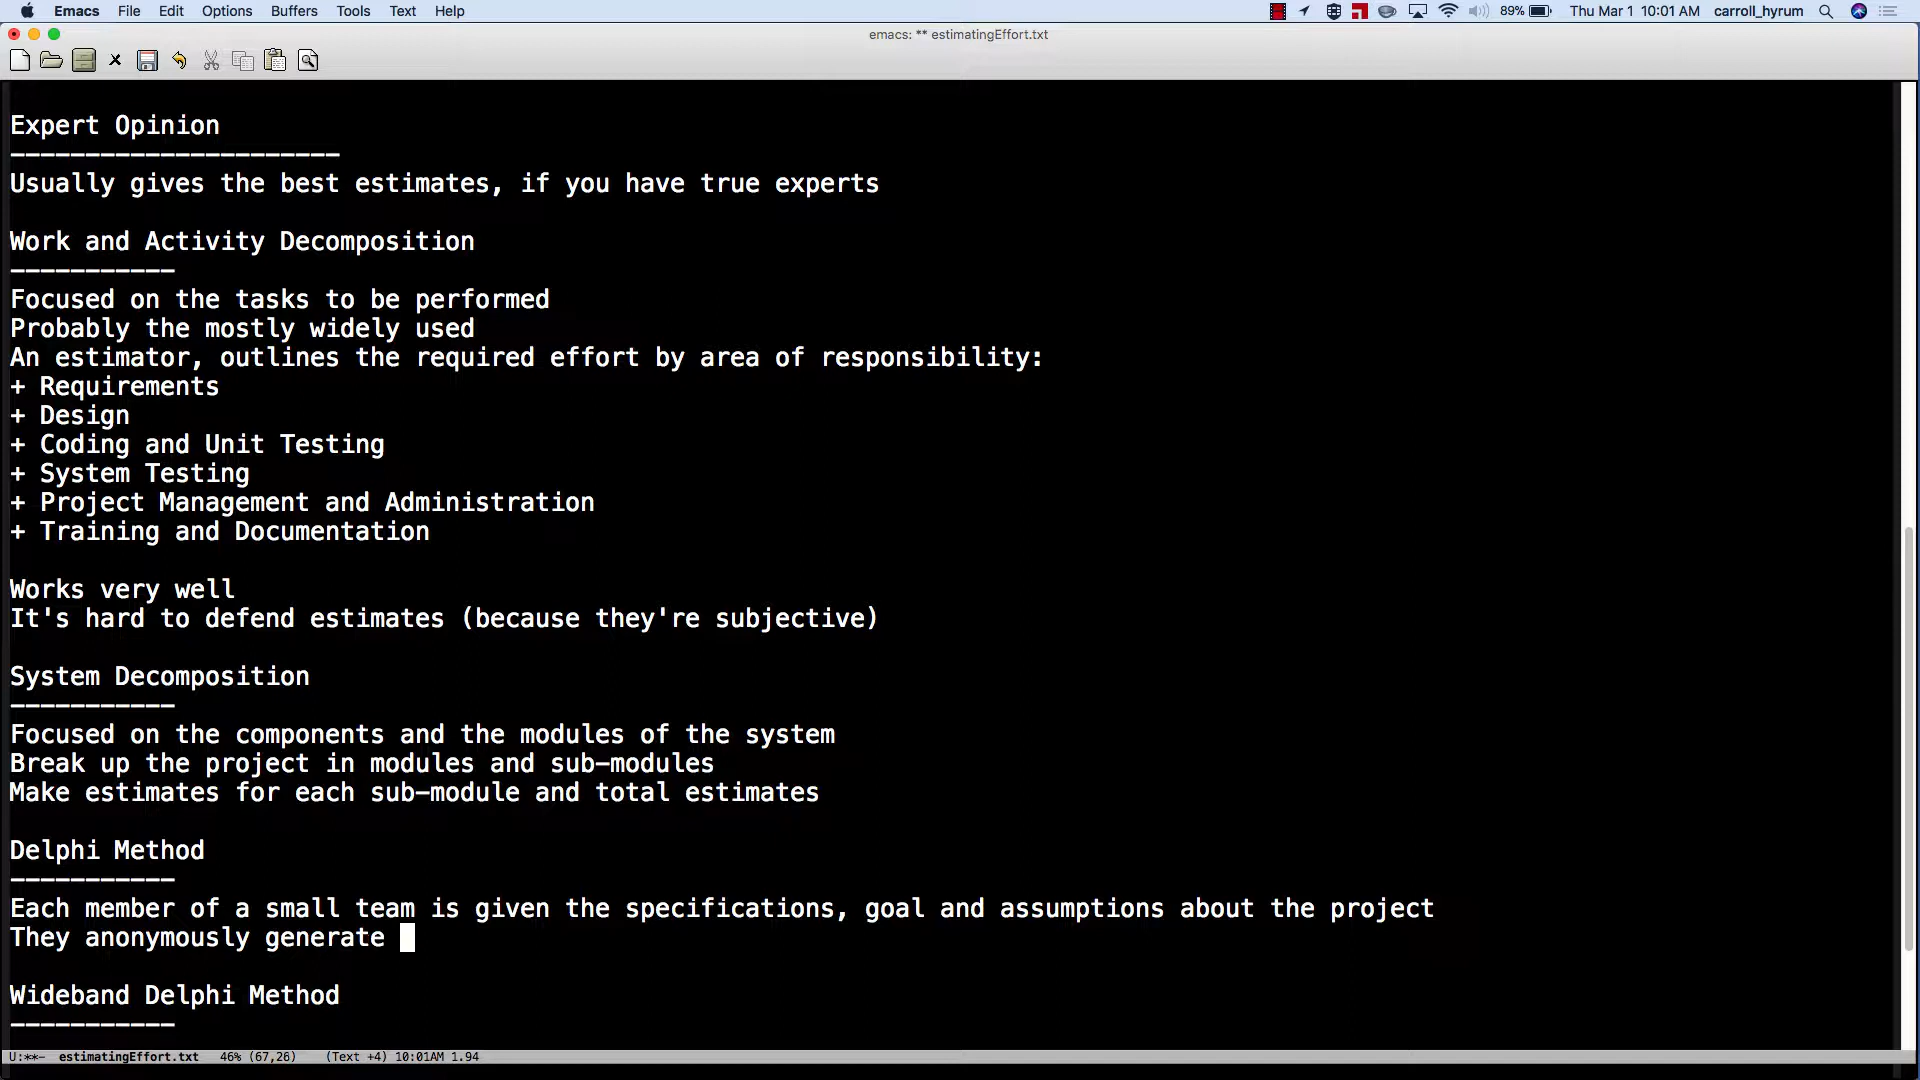 Emacs File Edit Options Buffers Tools Text Help 89% Thu Mar 1 10:01 AM carroll_hyrum
emacs: ** estimatingEffort.txt
Expert Opinion
----------------------
Usually gives the best estimates, if you have true experts
Work and Activity Decomposition
-----------
Focused on the tasks to be performed
Probably the mostly widely used
An estimator, outlines the required effort by area of responsibility:
+ Requirements
+ Design
+ Coding and Unit Testing
+ System Testing
+ Project Management and Administration
+ Training and Documentation
Works very well
It's hard to defend estimates (because they're subjective)
System Decomposition
-----------
Focused on the components and the modules of the system
Break up the project in modules and sub-modules
Make estimates for each sub-module and total estimates
Delphi Method
-----------
Each member of a small team is given the specifications, goal and assumptions about the project
They anonymously generate
Wideband Delphi Method
-----------
U:**- estimatingEffort.txt 46% (67,26) (Text +4) 10:01AM 1.94